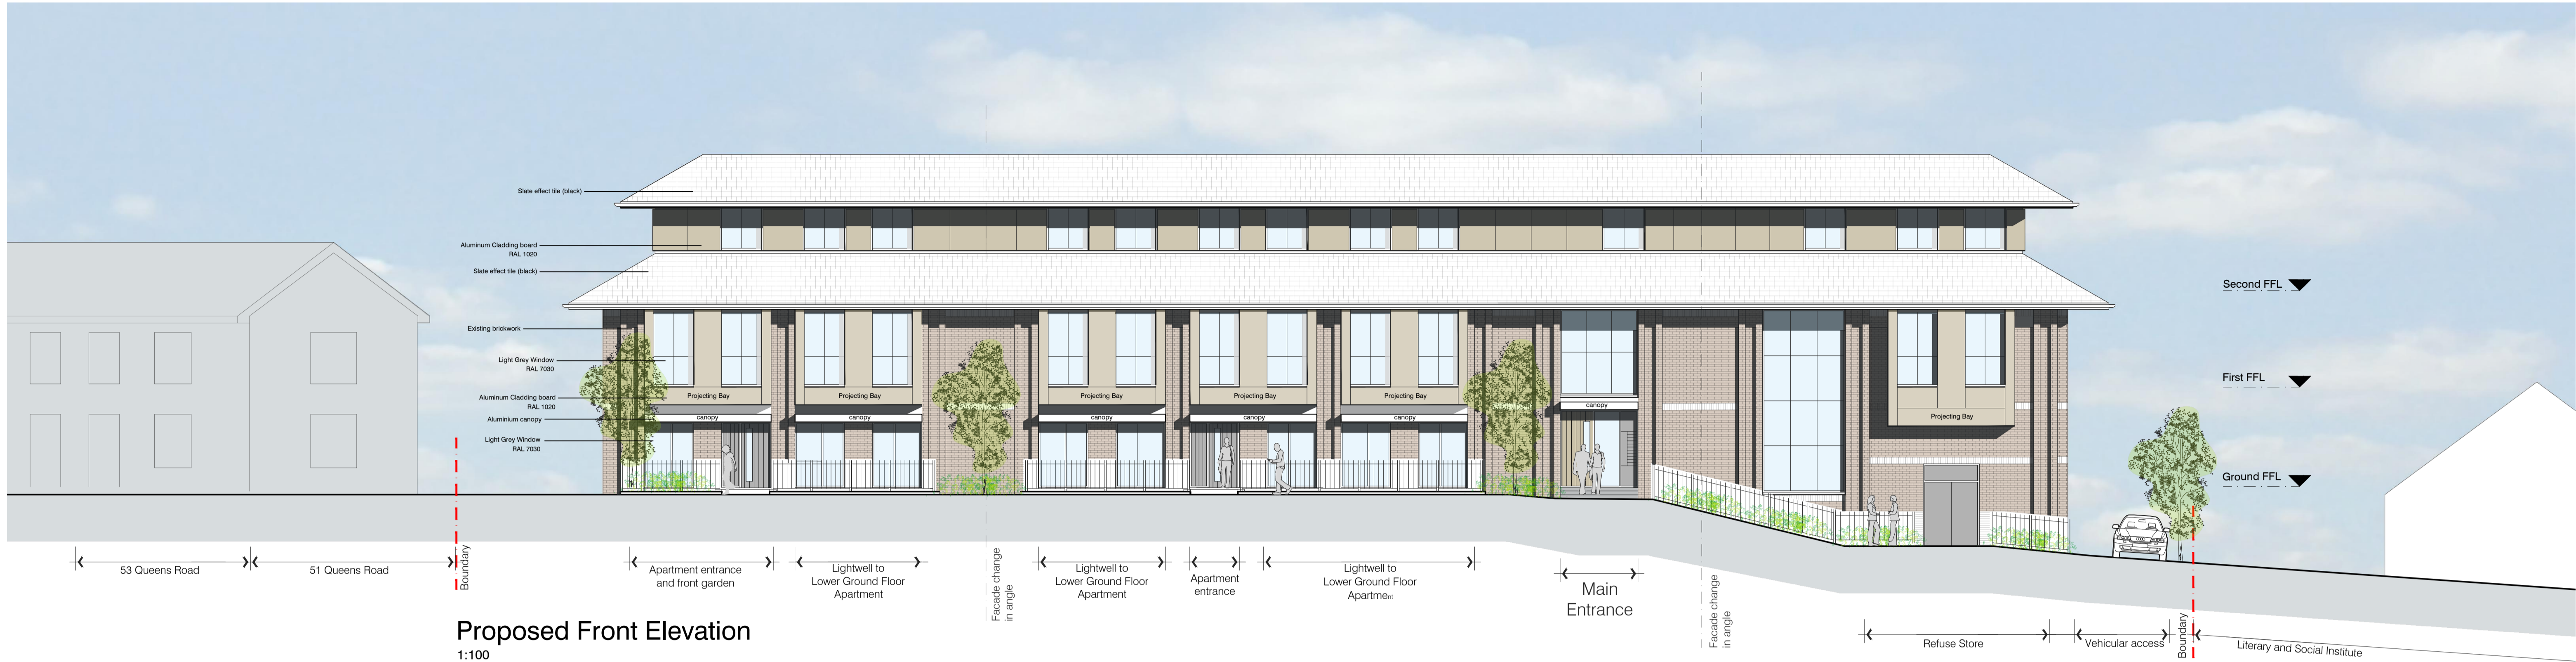 Slate effect tile (black)
Aluminum Cladding board
RAL 1020
Slate effect tile (black)
Existing brickwork
Light Grey Window
RAL 7030
Aluminum Cladding board
RAL 1020
Aluminium canopy
Light Grey Window
RAL 7030
Projecting Bay
Projecting Bay
Projecting Bay
Projecting Bay
Projecting Bay
Projecting Bay
canopy
canopy
canopy
canopy
canopy
canopy
Second FFL
First FFL
Ground FFL
53 Queens Road
51 Queens Road
Boundary
Apartment entrance
and front garden
Lightwell to
Lower Ground Floor
Apartment
Facade change
in angle
Lightwell to
Lower Ground Floor
Apartment
Apartment
entrance
Lightwell to
Lower Ground Floor
Apartment
Main
Entrance
Facade change
in angle
Refuse Store
Vehicular access
Boundary
Literary and Social Institute
Proposed Front Elevation
1:100